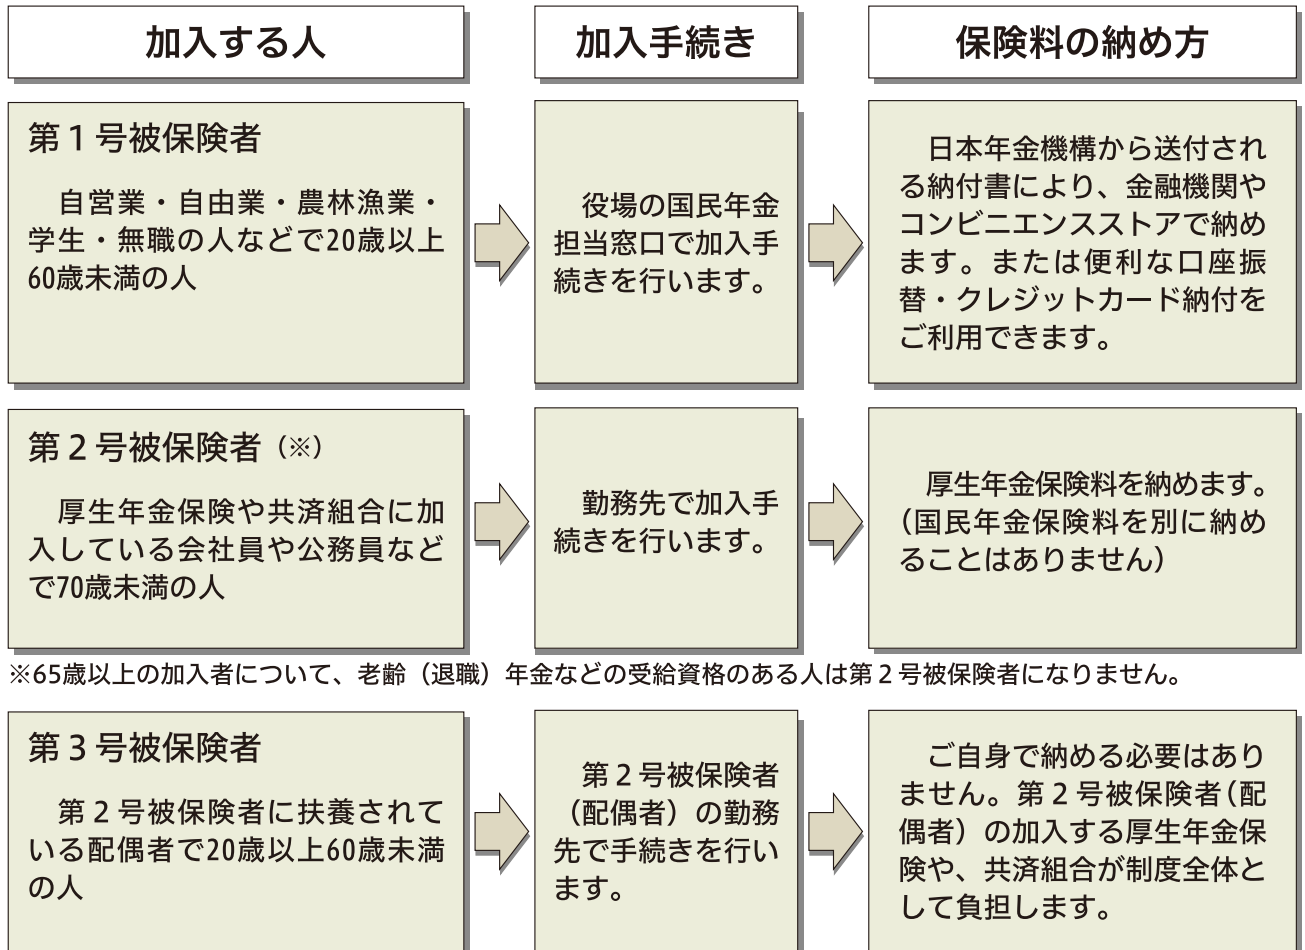 加入する人
加入手続き
保険料の納め方
第1号被保険者
自営業・自由業・農林漁業・
学生・無職の人などで20歳以上
60歳未満の人
役場の国民年金
担当窓口で加入手
続きを行います。
日本年金機構から送付され
る納付書により、金融機関や
コンビニエンスストアで納め
ます。または便利な口座振
替・クレジットカード納付を
ご利用できます。
第2号被保険者（※）
厚生年金保険や共済組合に加
入している会社員や公務員など
で70歳未満の人
勤務先で加入手
続きを行います。
厚生年金保険料を納めます。
（国民年金保険料を別に納め
ることはありません）
※65歳以上の加入者について、老齢（退職）年金などの受給資格のある人は第2号被保険者になりません。
第3号被保険者
第2号被保険者に扶養されて
いる配偶者で20歳以上60歳未満
の人
第2号被保険者
（配偶者）の勤務
先で手続きを行い
ます。
ご自身で納める必要はあり
ません。第2号被保険者（配
偶者）の加入する厚生年金保
険や、共済組合が制度全体と
して負担します。